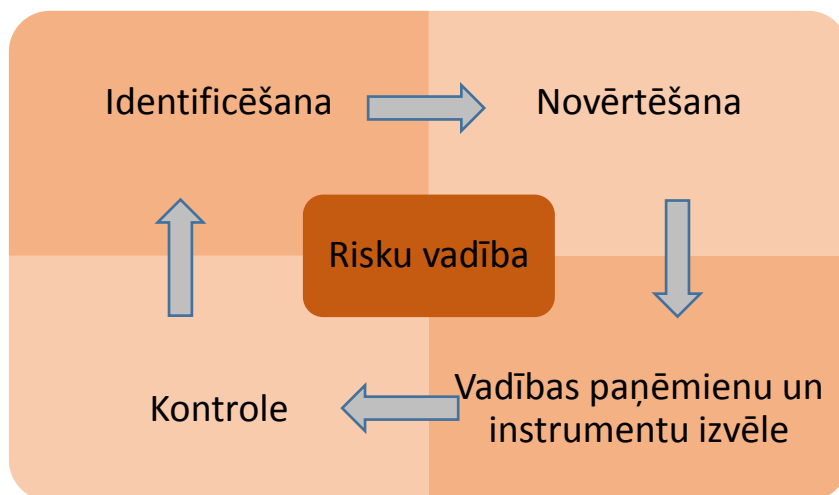 Identificēšana
Novērtēšana
Risku vadība
Kontrole
Vadības paņēmienu un
instrumentu izvēle